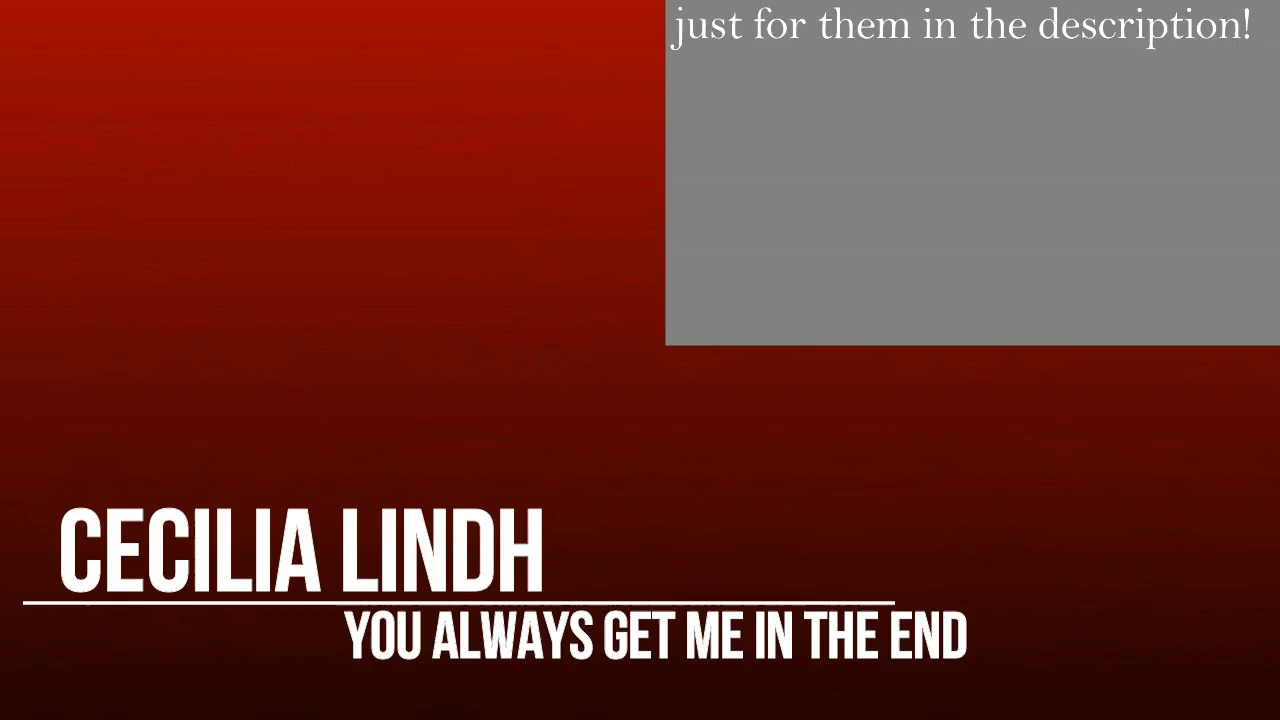 just for them in the description!
CECILIA LINDH
YOU ALWAYS GET ME IN THE END